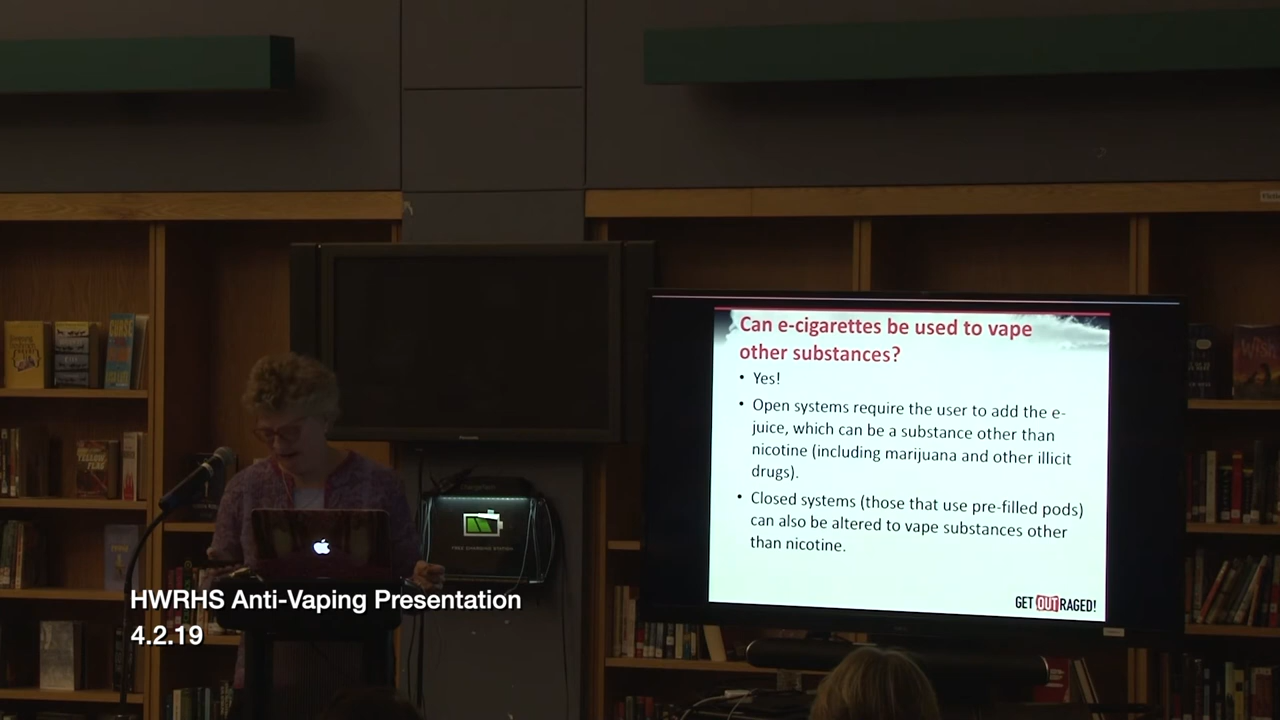 Can e-cigarettes be used to vape
other substances?
• Yes!
• Open systems require the user to add the e-
juice, which can be a substance other than
nicotine (including marijuana and other illicit
drugs).
• Closed systems (those that use pre-filled pods)
can also be altered to vape substances other
than nicotine.
GET OUTRAGED!
FREE CHARGING STATION
HWRHS Anti-Vaping Presentation
4.2.19